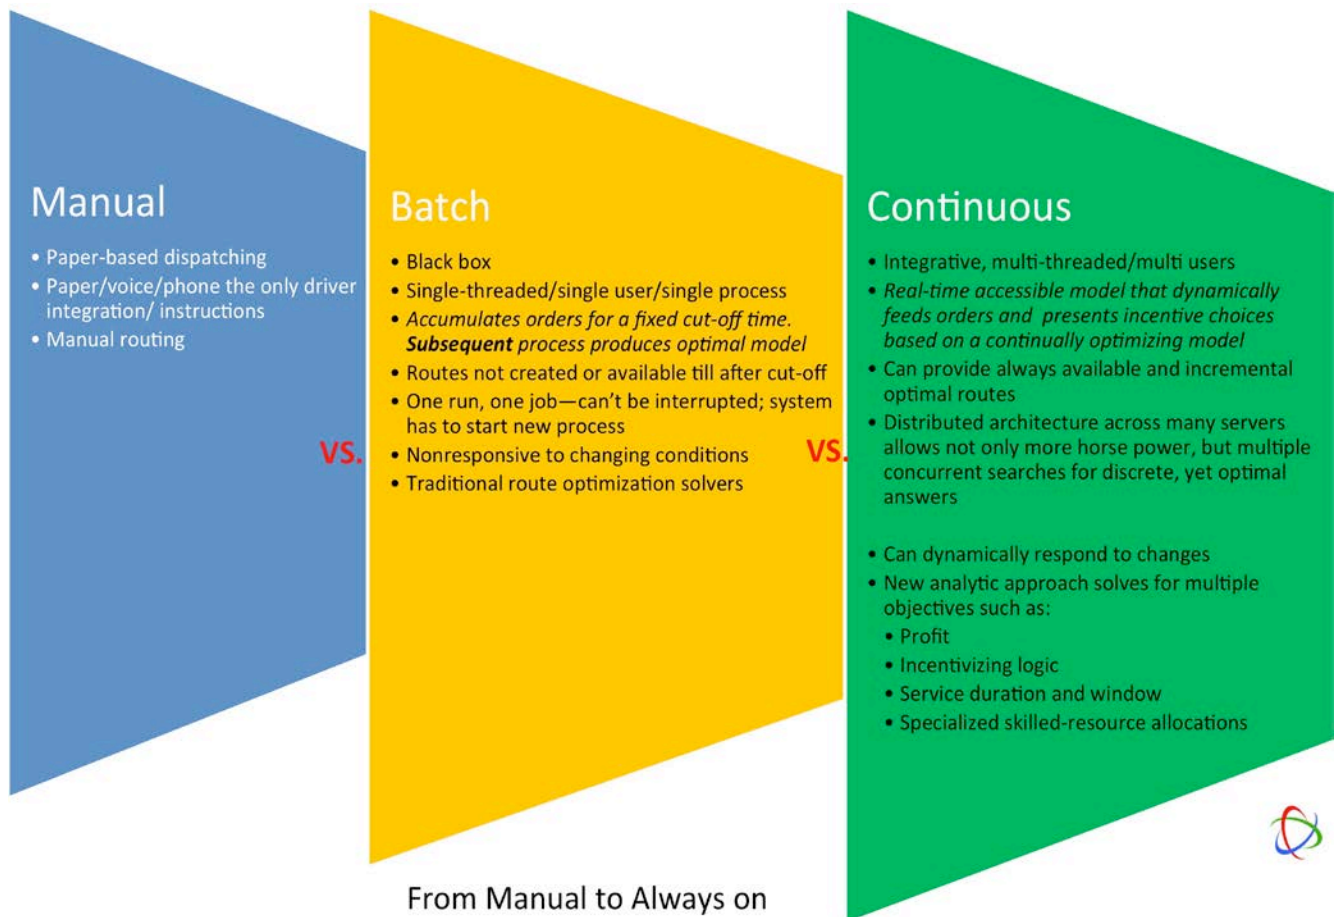 Manual
• Paper-based dispatching
• Paper/voice/phone the only driver
integration/ instructions
• Manual routing
VS.
Batch
• Black box
• Single-threaded/single user/single process
• Accumulates orders for a fixed cut-off time.
Subsequent process produces optimal model
• Routes not created or available till after cut-off
• One run, one job—can't be interrupted; system
has to start new process
• Nonresponsive to changing conditions
• Traditional route optimization solvers
VS.
Continuous
• Integrative, multi-threaded/multi users
• Real-time accessible model that dynamically
feeds orders and presents incentive choices
based on a continually optimizing model
• Can provide always available and incremental
optimal routes
• Distributed architecture across many servers
allows not only more horse power, but multiple
concurrent searches for discrete, yet optimal
answers
• Can dynamically respond to changes
• New analytic approach solves for multiple
objectives such as:
• Profit
• Incentivizing logic
• Service duration and window
• Specialized skilled-resource allocations
From Manual to Always on